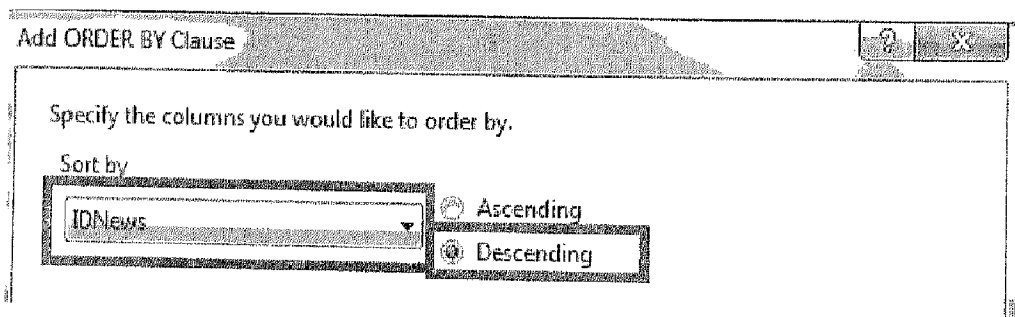 Add ORDER BY Clause
Specify the columns you would like to order by.
Sort by
IDNews
Ascending
Descending